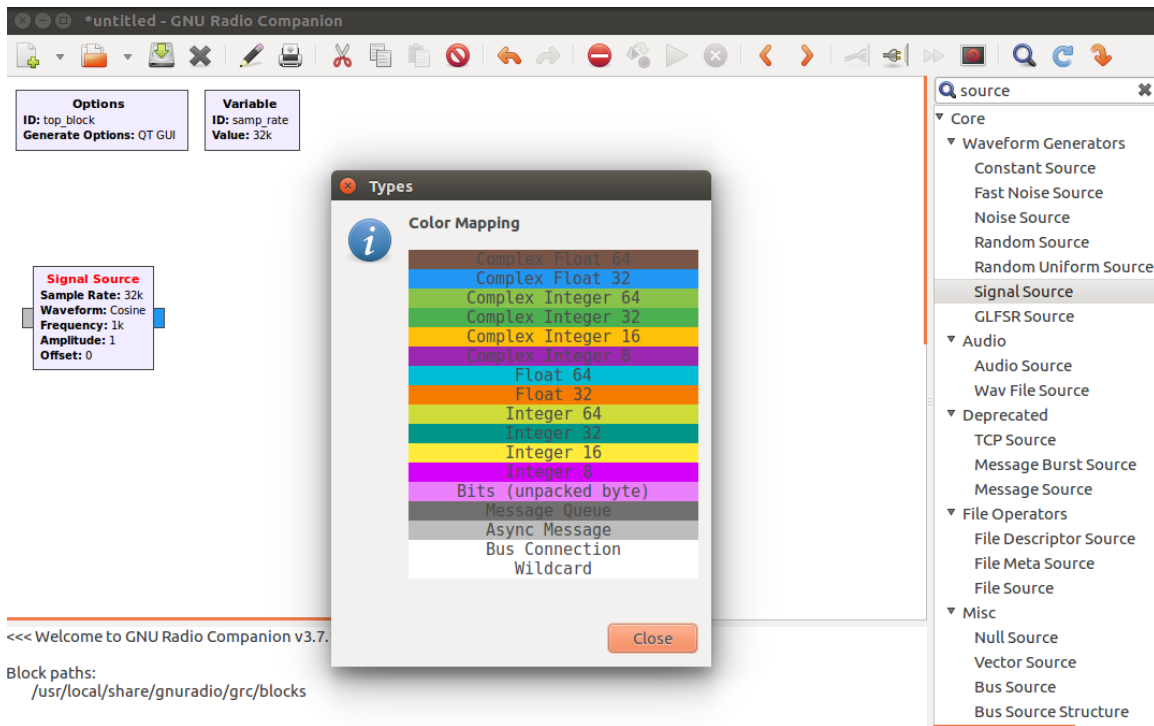 *untitled - GNU Radio Companion
Options
ID: top_block
Generate Options: QT GUI
Variable
ID: samp_rate
Value: 32k
Signal Source
Sample Rate: 32k
Waveform: Cosine
Frequency: 1k
Amplitude: 1
Offset: 0
Types
Color Mapping
Complex Float 64
Complex Float 32
Complex Integer 64
Complex Integer 32
Complex Integer 16
Complex Integer 8
Float 64
Float 32
Integer 64
Integer 32
Integer 16
Integer 8
Bits (unpacked byte)
Message Queue
Async Message
Bus Connection
Wildcard
Close
source
Core
Waveform Generators
Constant Source
Fast Noise Source
Noise Source
Random Source
Random Uniform Source
Signal Source
GLFSR Source
Audio
Audio Source
Wav File Source
Deprecated
TCP Source
Message Burst Source
Message Source
File Operators
File Descriptor Source
File Meta Source
File Source
Misc
Null Source
Vector Source
Bus Source
Bus Source Structure
<<< Welcome to GNU Radio Companion v3.7.
Block paths:
/usr/local/share/gnuradio/grc/blocks